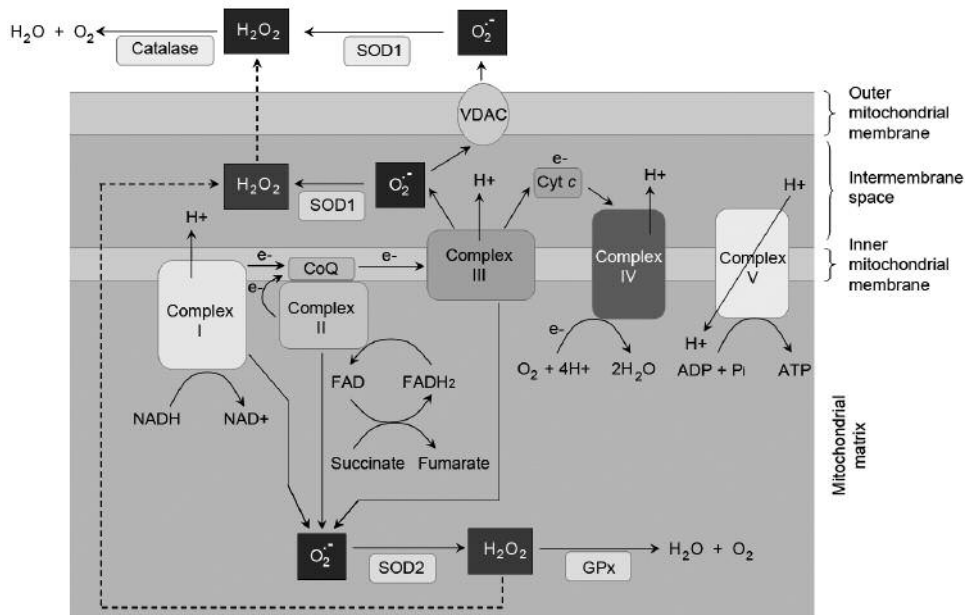 H₂O + O₂
Catalase
H₂O₂
SOD1
O₂·⁻
VDAC
Outer
mitochondrial
membrane
H₂O₂
SOD1
O₂·⁻
H+
e-
Cyt c
H+
H+
Intermembrane
space
H+
Complex
I
e-
CoQ
e-
e-
Complex
II
Complex
III
Complex
IV
Complex
V
Inner
mitochondrial
membrane
e-
H+
O₂ + 4H+
2H₂O
ADP + Pi
ATP
NADH
NAD+
FAD
FADH₂
Succinate
Fumarate
Mitochondrial
matrix
O₂·⁻
SOD2
H₂O₂
GPx
H₂O + O₂